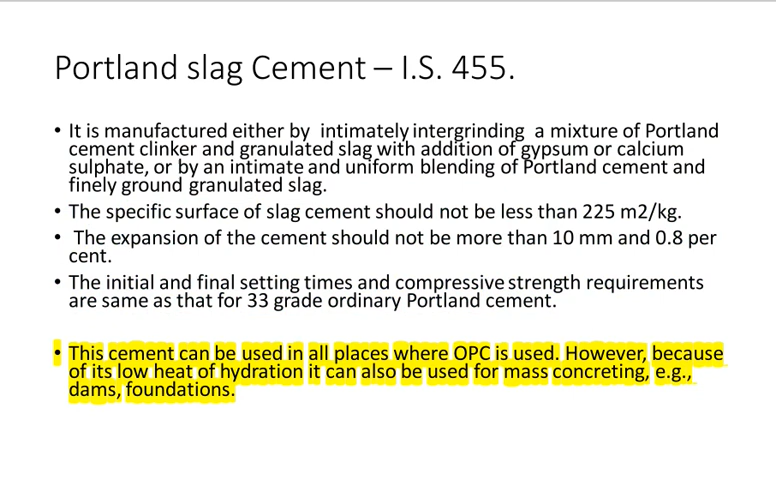 Portland slag Cement – I.S. 455.
• It is manufactured either by intimately intergrinding a mixture of Portland
cement clinker and granulated slag with addition of gypsum or calcium
sulphate, or by an intimate and uniform blending of Portland cement and
finely ground granulated slag.
• The specific surface of slag cement should not be less than 225 m2/kg.
• The expansion of the cement should not be more than 10 mm and 0.8 per
cent.
• The initial and final setting times and compressive strength requirements
are same as that for 33 grade ordinary Portland cement.
• This cement can be used in all places where OPC is used. However, because
of its low heat of hydration it can also be used for mass concreting, e.g.,
dams, foundations.